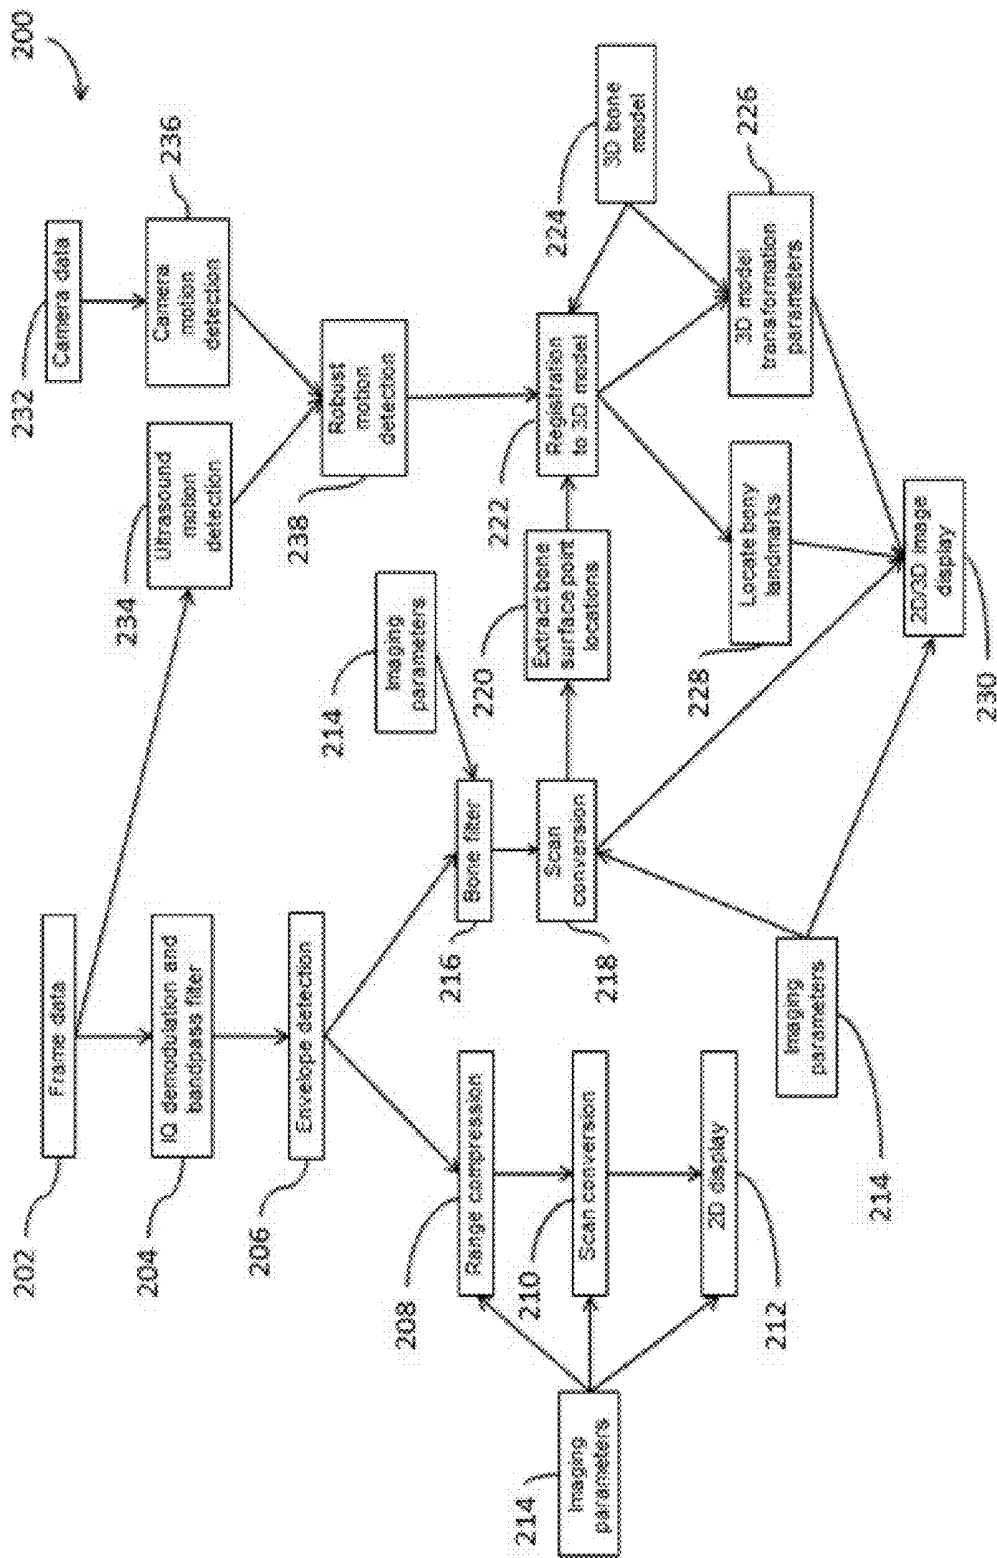 200
202
Frame data
232
Camera data
204
IQ demodulation and
bandpass filter
234
Ultrasound
motion
detection
Camera
motion
detection
236
206
Envelope detection
238
Robust
motion
detection
214
Imaging
parameters
208
Range compression
216
Bone filter
210
Scan conversion
218
Scan
conversion
220
Extract bone
surface point
locations
222
Registration
to 3D model
224
3D bone
model
214
Imaging
parameters
212
2D display
228
Locate bony
landmarks
3D model
transformation
parameters
226
214
Imaging
parameters
2D/3D image
display
230